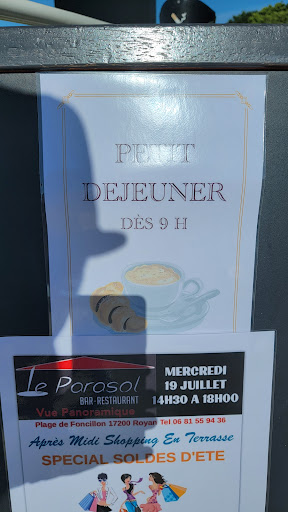 PETIT
DEJEUNER
DÈS 9 H
Le Parasol
BAR-RESTAURANT
Vue Panoramique
MERCREDI
19 JUILLET
14H30 A 18H00
Plage de Foncillon 17200 Royan Tel 06 81 55 94 36
Après Midi Shopping En Terrasse
SPECIAL SOLDES D'ETE